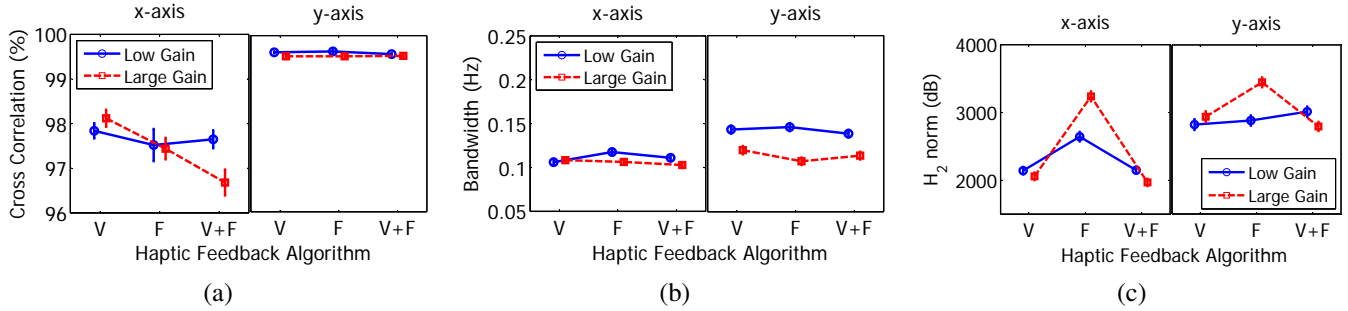 x-axis y-axis
Cross Correlation (%)
100
99
98
97
96
Low Gain
Large Gain
V F V+F V F V+F
Haptic Feedback Algorithm
(a)
x-axis y-axis
Bandwidth (Hz)
0.25
0.2
0.15
0.1
0.05
Low Gain
Large Gain
V F V+F V F V+F
Haptic Feedback Algorithm
(b)
x-axis y-axis
H2 norm (dB)
4000
3000
2000
Low Gain
Large Gain
V F V+F V F V+F
Haptic Feedback Algorithm
(c)